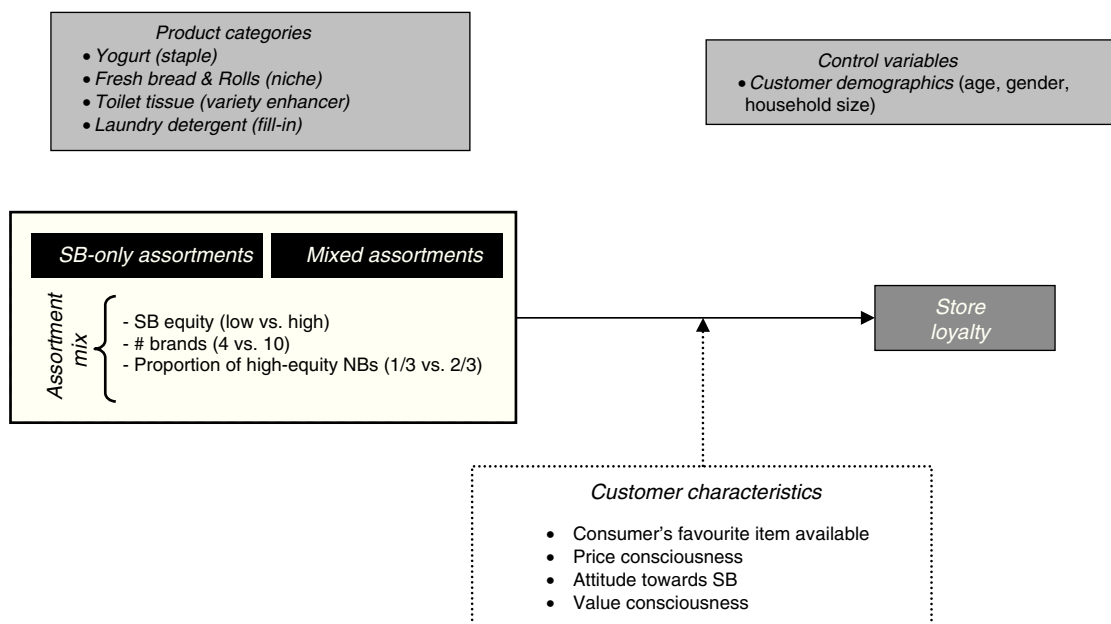 Product categories
• Yogurt (staple)
• Fresh bread & Rolls (niche)
• Toilet tissue (variety enhancer)
• Laundry detergent (fill-in)
Control variables
• Customer demographics (age, gender,
household size)
SB-only assortments
Mixed assortments
Assortment
mix
- SB equity (low vs. high)
- # brands (4 vs. 10)
- Proportion of high-equity NBs (1/3 vs. 2/3)
Store
loyalty
Customer characteristics
• Consumer's favourite item available
• Price consciousness
• Attitude towards SB
• Value consciousness